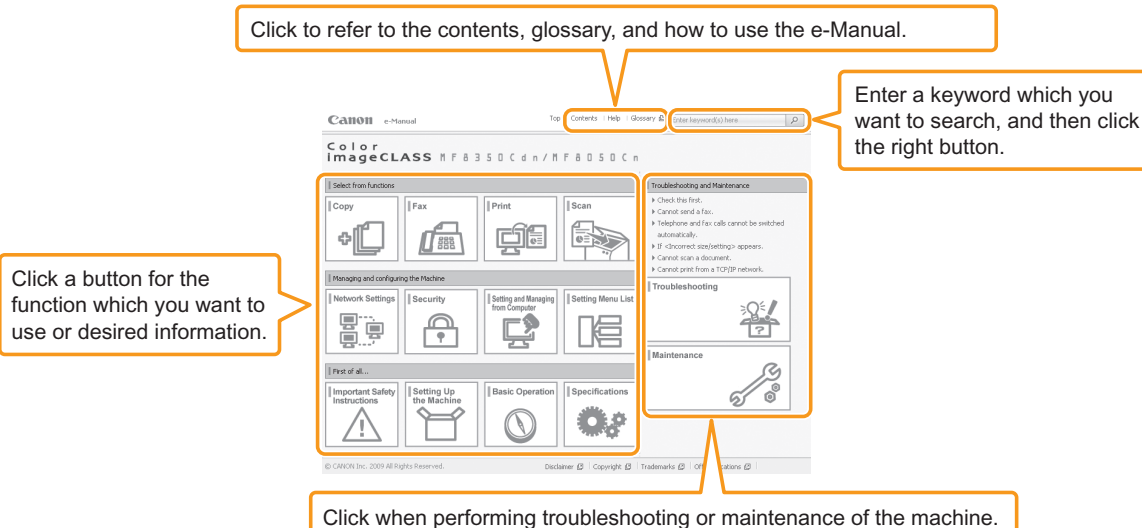 Click to refer to the contents, glossary, and how to use the e-Manual.
Enter a keyword which you
want to search, and then click
the right button.
Canon e-Manual
Top Contents Help Glossary
Enter keyword(s) here
Color
imageCLASS MF8350Cdn/MF8050Cn
Select from functions
Copy
Fax
Print
Scan
Managing and configuring the Machine
Network Settings
Security
Setting and Managing
from Computer
Setting Menu List
First of all...
Important Safety
Instructions
Setting Up
the Machine
Basic Operation
Specifications
Troubleshooting and Maintenance
Check this first.
Cannot send a fax.
Telephone and fax calls cannot be switched
automatically.
If <Incorrect size/setting> appears.
Cannot scan a document.
Cannot print from a TCP/IP network.
Troubleshooting
Maintenance
Click a button for the
function which you want to
use or desired information.
© CANON Inc. 2009 All Rights Reserved.
Disclaimer Copyright Trademarks
Click when performing troubleshooting or maintenance of the machine.